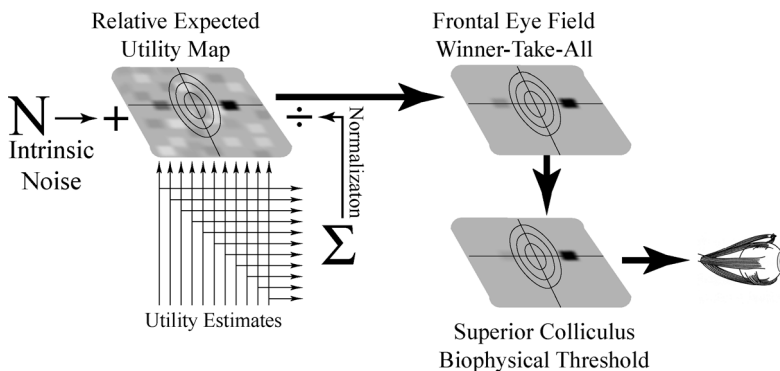 Relative Expected
Utility Map
Frontal Eye Field
Winner-Take-All
N
+
÷
Intrinsic
Noise
Normalizaton
Σ
Utility Estimates
Superior Colliculus
Biophysical Threshold